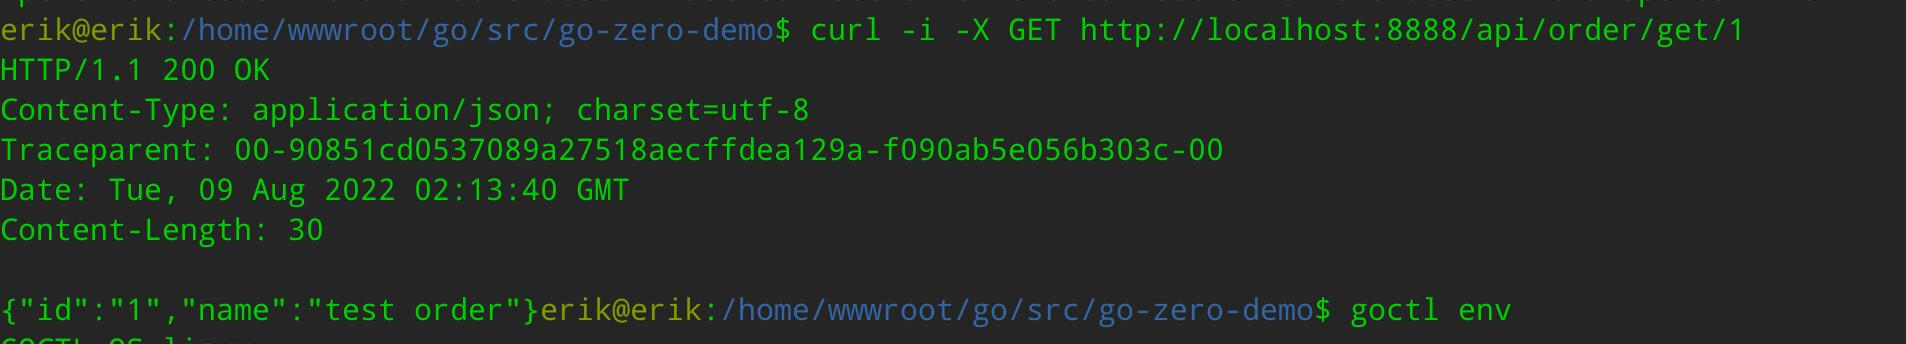 erik@erik:/home/wwwroot/go/src/go-zero-demo$ curl -i -X GET http://localhost:8888/api/order/get/1
HTTP/1.1 200 OK
Content-Type: application/json; charset=utf-8
Traceparent: 00-90851cd0537089a27518aecffdea129a-f090ab5e056b303c-00
Date: Tue, 09 Aug 2022 02:13:40 GMT
Content-Length: 30
{"id":"1","name":"test order"}erik@erik:/home/wwwroot/go/src/go-zero-demo$ goctl env